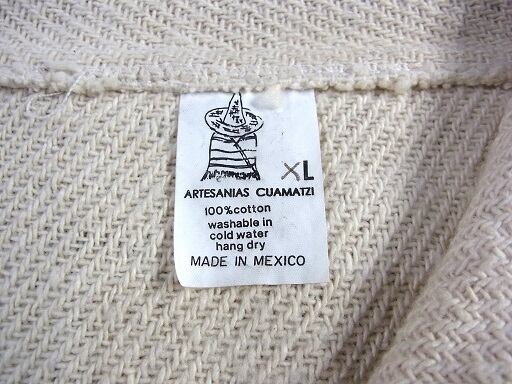 XL
ARTESANIAS CUAMATZI
100%cotton
washable in
cold water
hang dry
MADE IN MEXICO